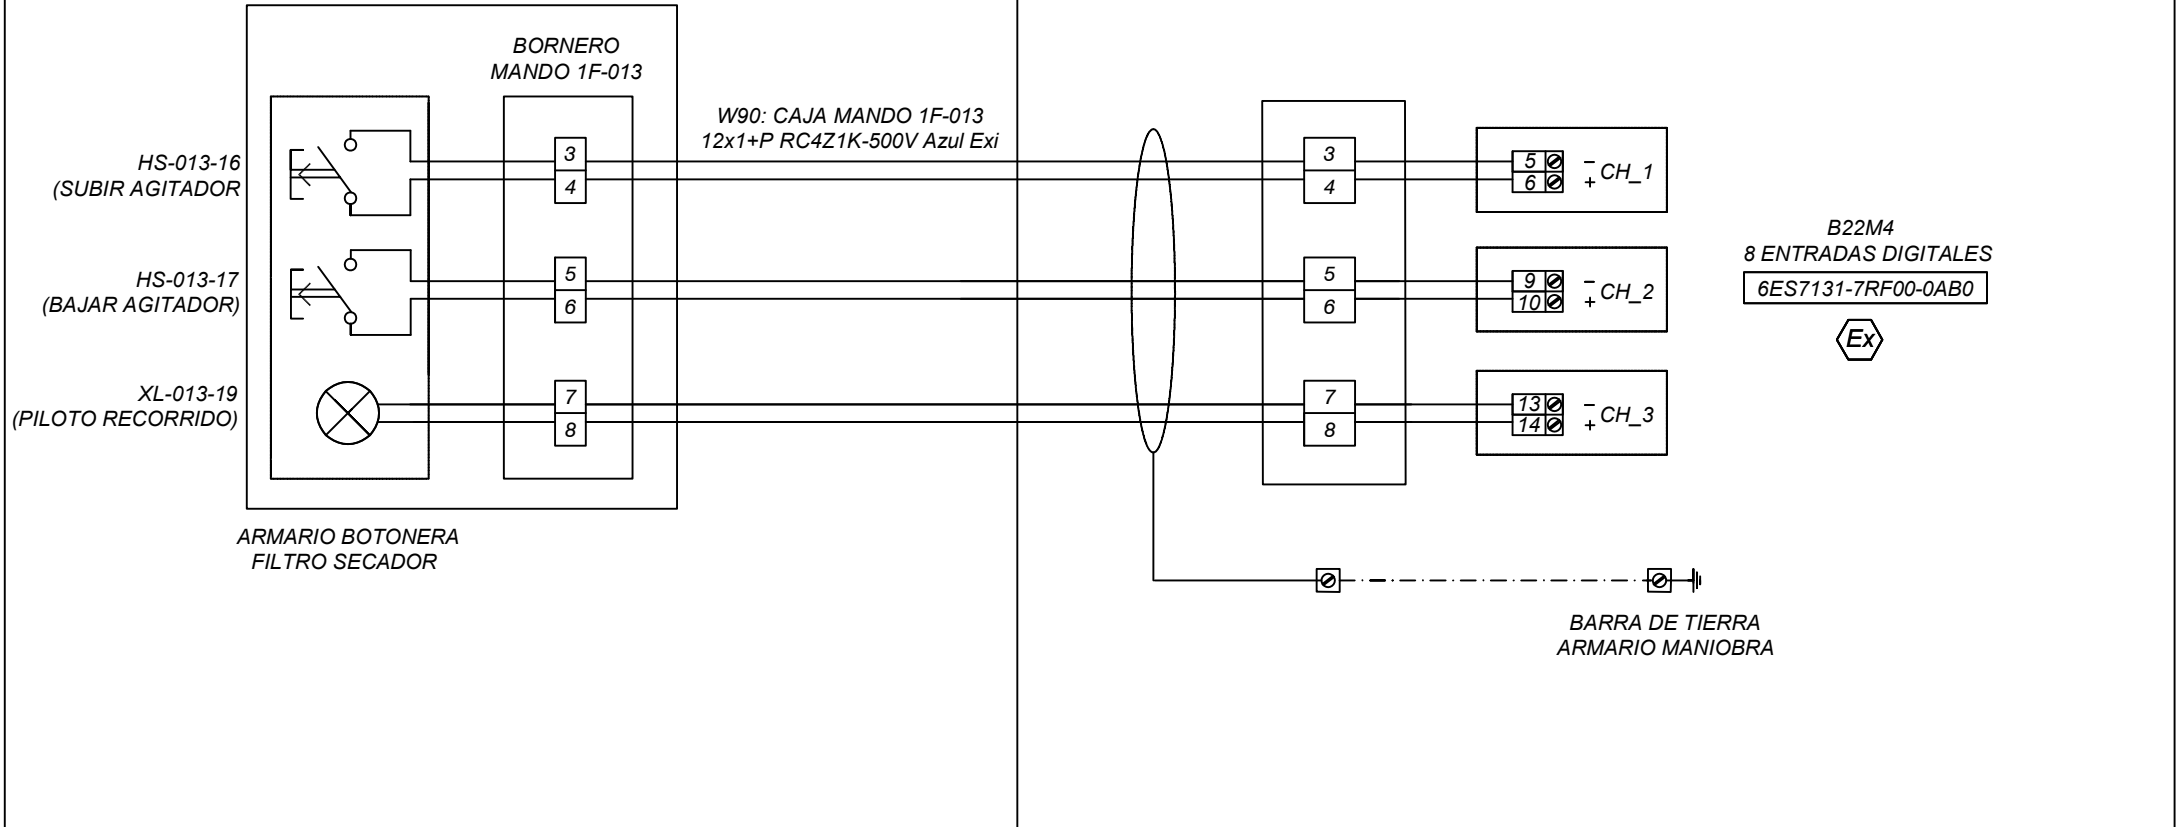 BORNERO
MANDO 1F-013
W90: CAJA MANDO 1F-013
12x1+P RC4Z1K-500V Azul Exi
HS-013-16
(SUBIR AGITADOR
3
4
3
4
5
6
- CH_1
+
HS-013-17
(BAJAR AGITADOR)
5
6
5
6
9
10
- CH_2
+
B22M4
8 ENTRADAS DIGITALES
6ES7131-7RF00-0AB0
Ex
XL-013-19
(PILOTO RECORRIDO)
7
8
7
8
13
14
- CH_3
+
ARMARIO BOTONERA
FILTRO SECADOR
BARRA DE TIERRA
ARMARIO MANIOBRA